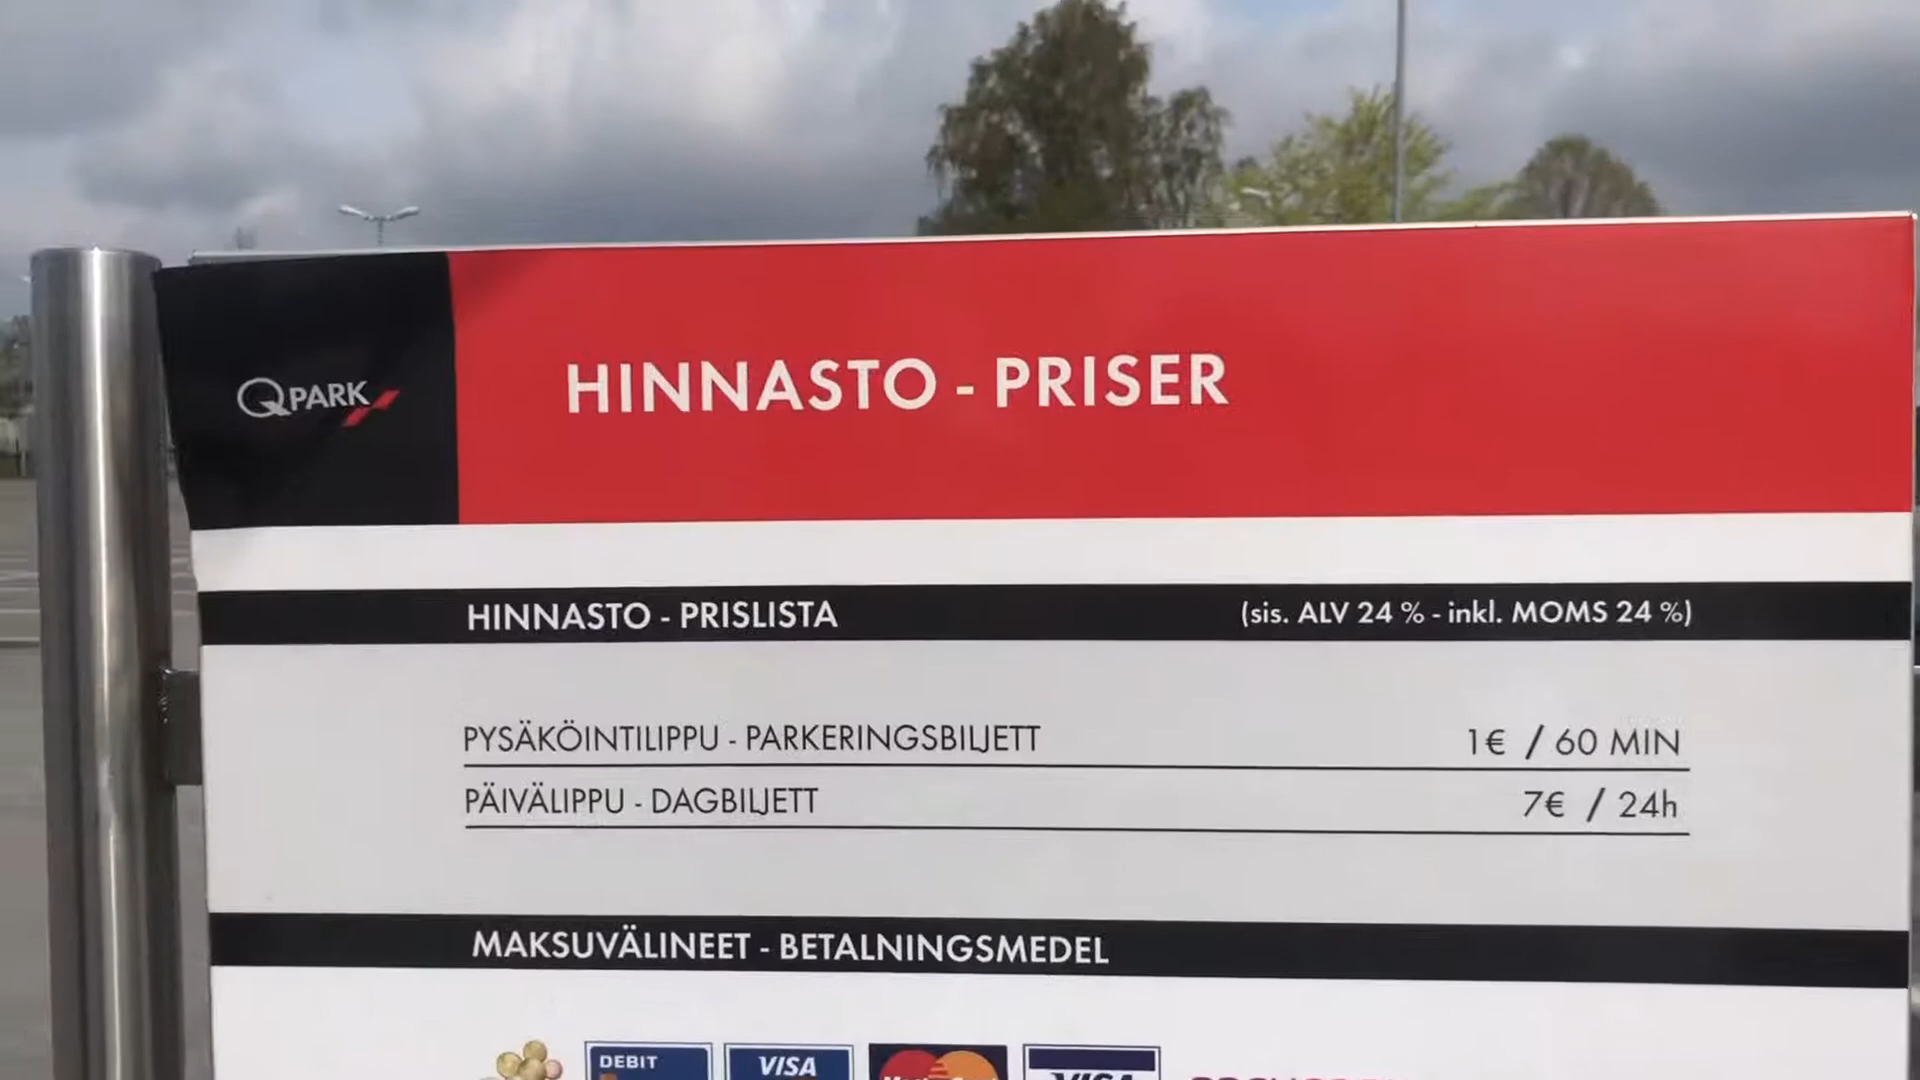 QPARK
HINNASTO - PRISER
HINNASTO - PRISLISTA (sis. ALV 24 % - inkl. MOMS 24 %)
PYSÄKÖINTILIPPU - PARKERINGSBILJETT 1€ / 60 MIN
PÄIVÄLIPPU - DAGBILJETT 7€ / 24h
MAKSUVÄLINEET - BETALNINGSMEDEL
DEBIT VISA VISA